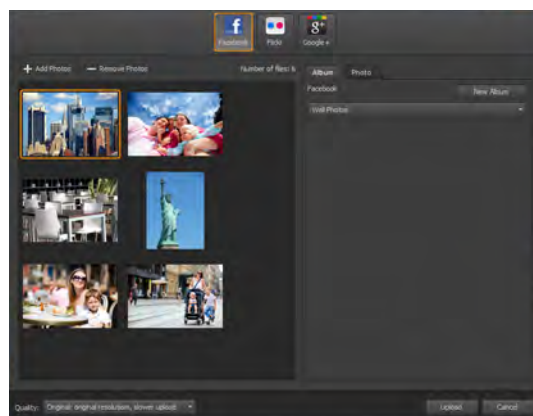 Facebook Flickr Google +
+ Add Photos — Remove Photos Number of files: 6
Album Photo
Facebook New Album
Wall Photos
Quality: Original: original resolution, slower upload Upload Cancel